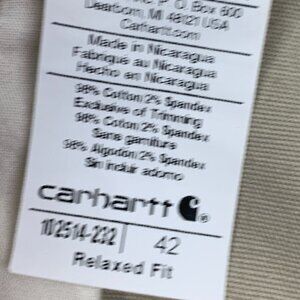 P. O. Box 600
Dearborn, MI 48121 USA
Carhartt.com
Made in Nicaragua
Fabriqué au Nicaragua
Hecho en Nicaragua
98% Cotton 2% Spandex
Exclusive of Trimming
98% Coton 2% Spandex
Sans garniture
98% Algodon 2% Spandex
Sin incluir adorno
carhartt
102514-232 42
Relaxed Fit